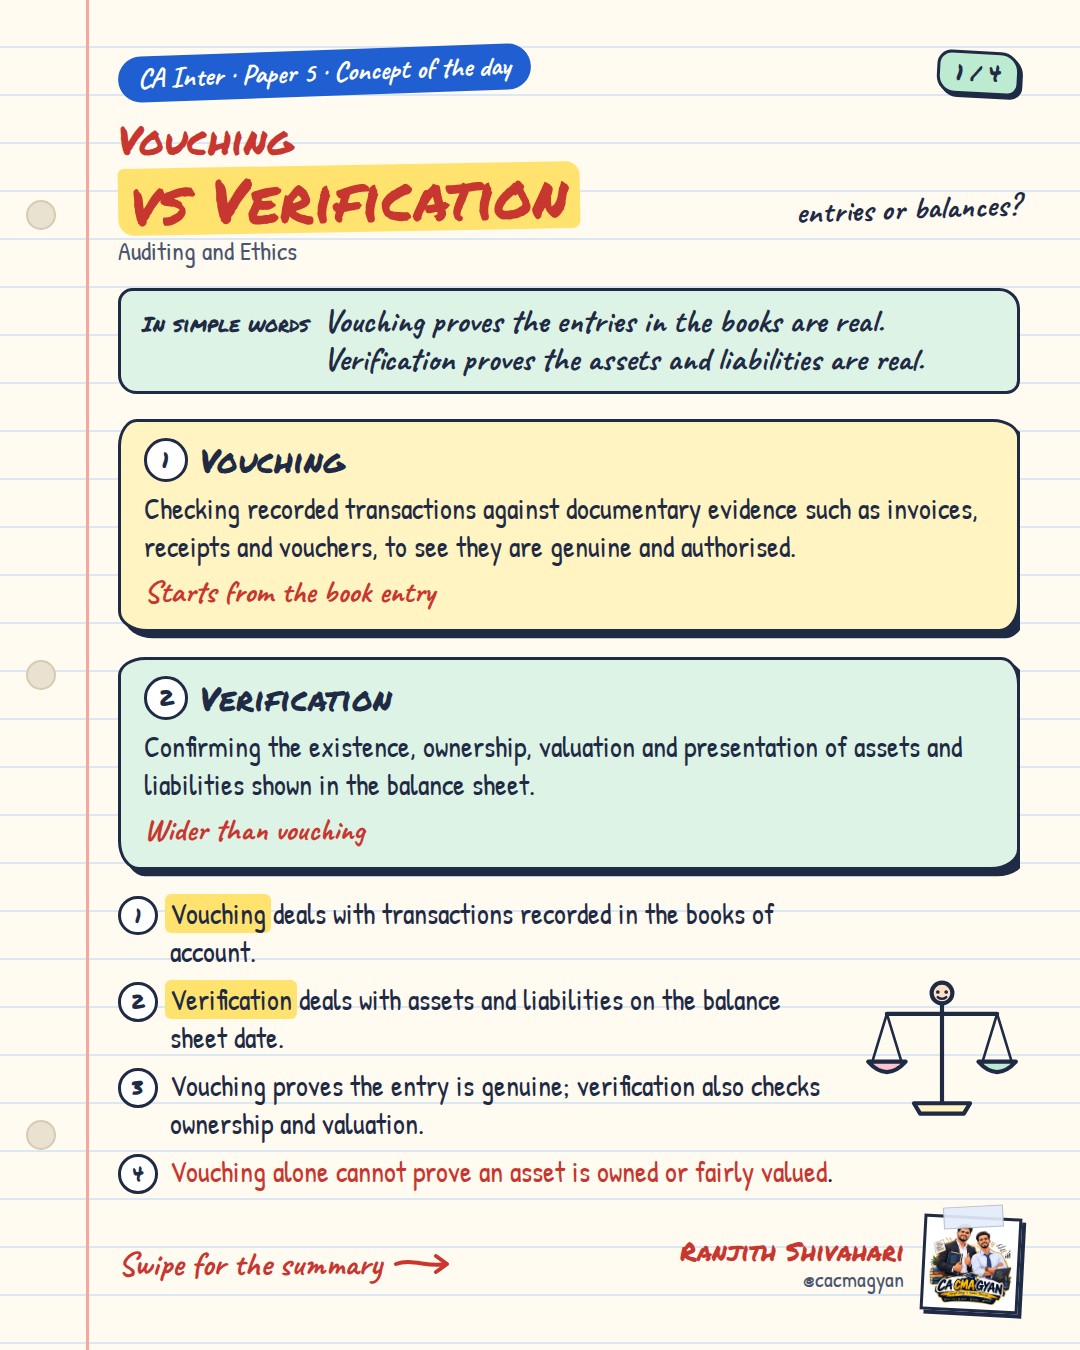 CA Inter · Paper 5 · Concept of the day
1 / 4
Vouching
vs Verification
entries or balances?
Auditing and Ethics
In simple words Vouching proves the entries in the books are real.
Verification proves the assets and liabilities are real.
1 Vouching
Checking recorded transactions against documentary evidence such as invoices,
receipts and vouchers, to see they are genuine and authorised.
Starts from the book entry
2 Verification
Confirming the existence, ownership, valuation and presentation of assets and
liabilities shown in the balance sheet.
Wider than vouching
1 Vouching deals with transactions recorded in the books of
account.
2 Verification deals with assets and liabilities on the balance
sheet date.
3 Vouching proves the entry is genuine; verification also checks
ownership and valuation.
4 Vouching alone cannot prove an asset is owned or fairly valued.
Swipe for the summary
Ranjith Shivahari
@cacmagyan
CA CMA GYAN